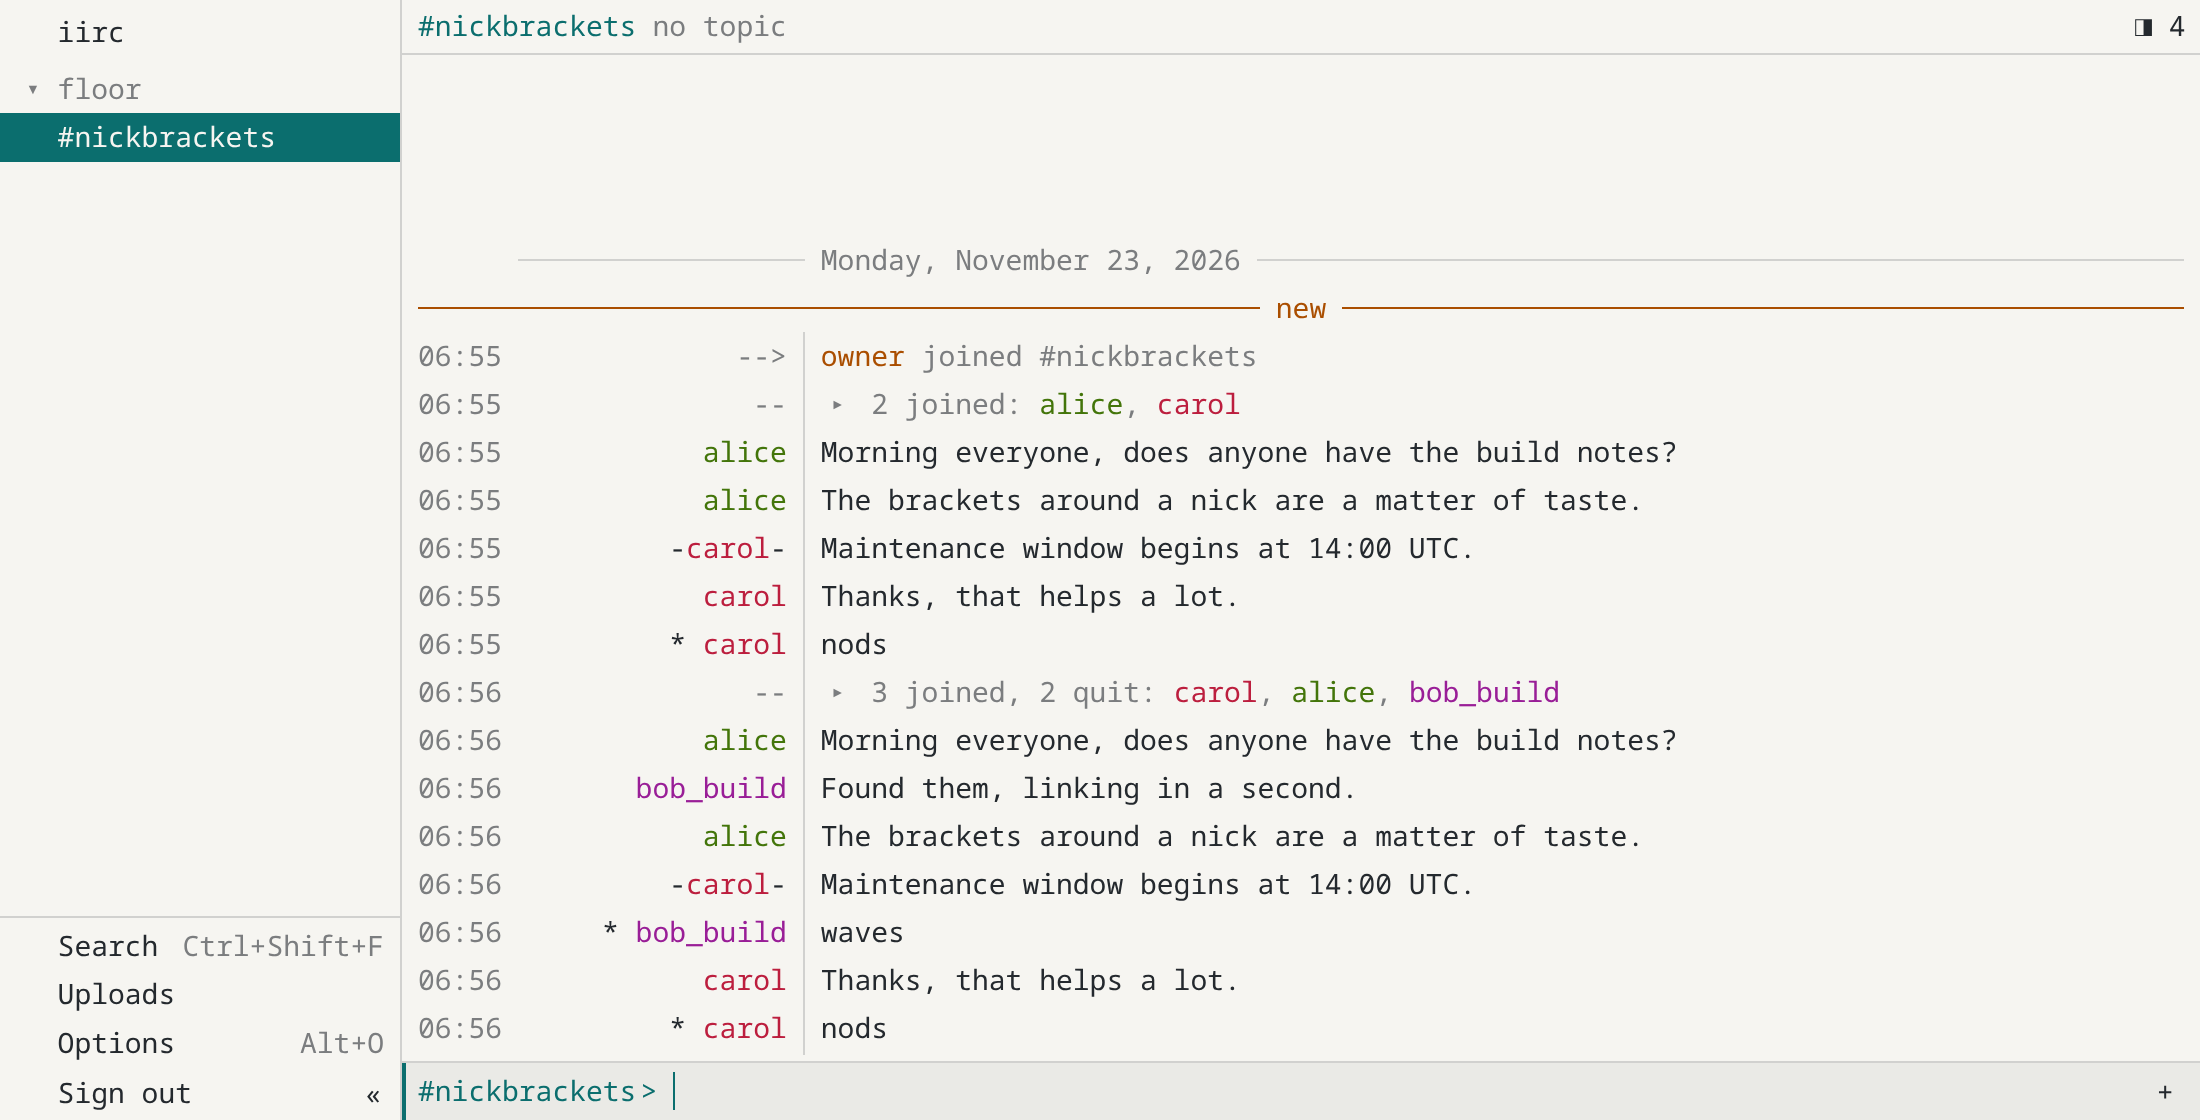 iirc
▾ floor
#nickbrackets
Search Ctrl+Shift+F
Uploads
Options Alt+O
Sign out «
#nickbrackets no topic ◨ 4
Monday, November 23, 2026
new
06:55 --> owner joined #nickbrackets
06:55 -- ▸ 2 joined: alice, carol
06:55 alice Morning everyone, does anyone have the build notes?
06:55 alice The brackets around a nick are a matter of taste.
06:55 -carol- Maintenance window begins at 14:00 UTC.
06:55 carol Thanks, that helps a lot.
06:55 * carol nods
06:56 -- ▸ 3 joined, 2 quit: carol, alice, bob_build
06:56 alice Morning everyone, does anyone have the build notes?
06:56 bob_build Found them, linking in a second.
06:56 alice The brackets around a nick are a matter of taste.
06:56 -carol- Maintenance window begins at 14:00 UTC.
06:56 * bob_build waves
06:56 carol Thanks, that helps a lot.
06:56 * carol nods
#nickbrackets> +